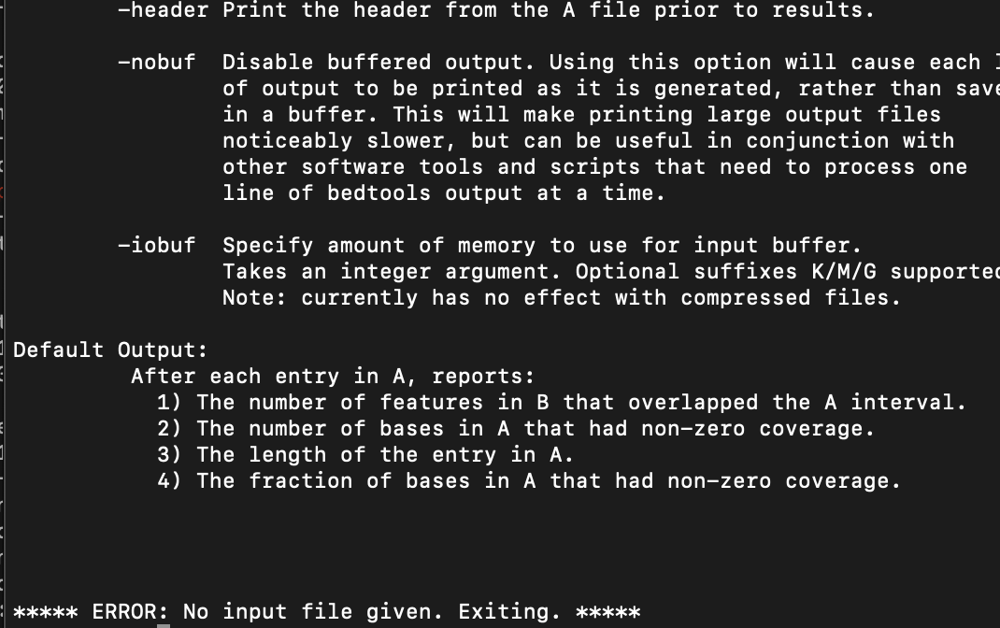 -header Print the header from the A file prior to results.
-nobuf  Disable buffered output. Using this option will cause each
of output to be printed as it is generated, rather than save
in a buffer. This will make printing large output files
noticeably slower, but can be useful in conjunction with
other software tools and scripts that need to process one
line of bedtools output at a time.
-iobuf  Specify amount of memory to use for input buffer.
Takes an integer argument. Optional suffixes K/M/G supported
Note: currently has no effect with compressed files.
Default Output:
After each entry in A, reports:
1) The number of features in B that overlapped the A interval.
2) The number of bases in A that had non-zero coverage.
3) The length of the entry in A.
4) The fraction of bases in A that had non-zero coverage.
***** ERROR: No input file given. Exiting. *****